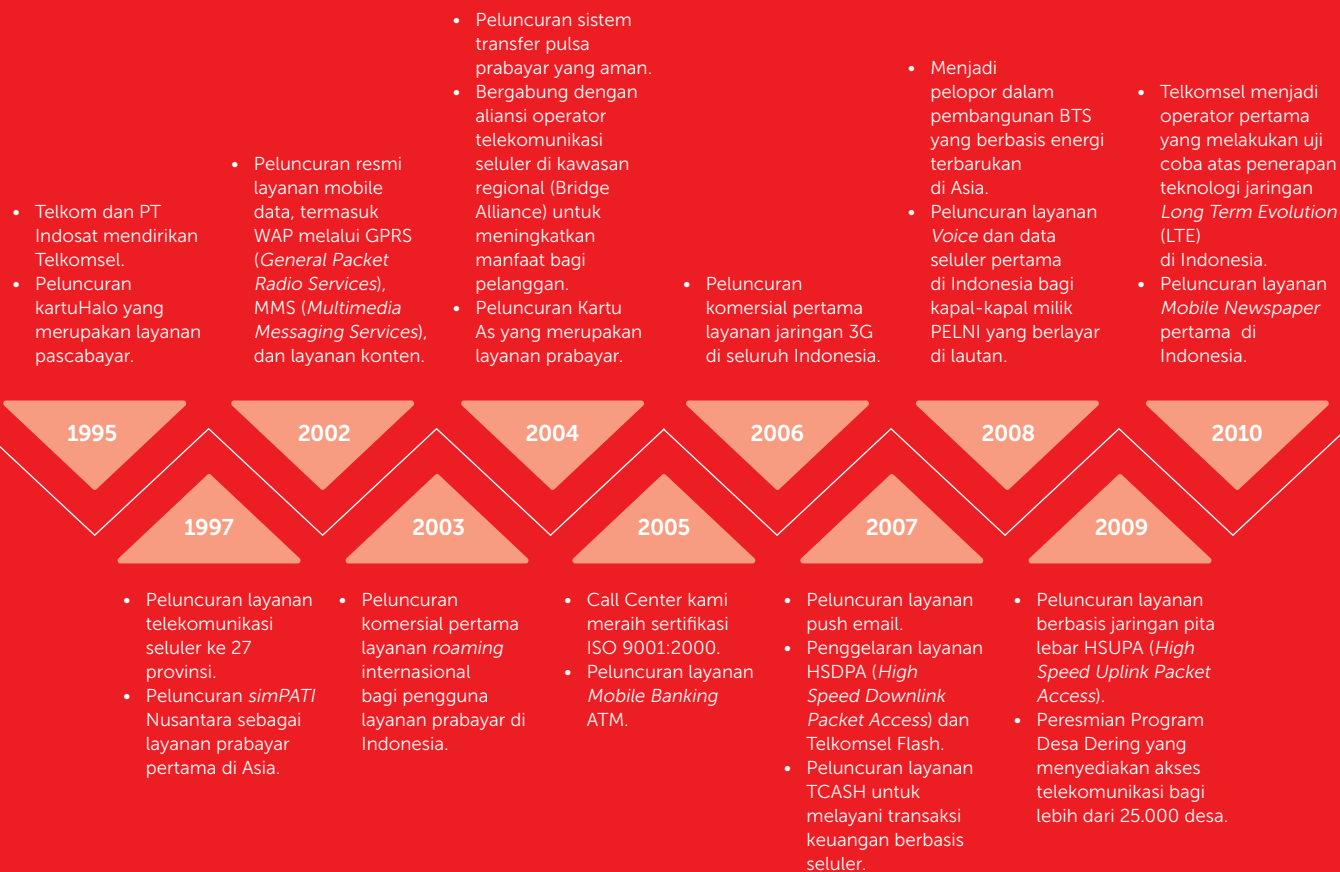 • Telkom dan PT
Indosat mendirikan
Telkomsel.
• Peluncuran
kartuHalo yang
merupakan layanan
pascabayar.
1995
1997
• Peluncuran layanan
telekomunikasi
seluler ke 27
provinsi.
• Peluncuran simPATI
Nusantara sebagai
layanan prabayar
pertama di Asia.
• Peluncuran resmi
layanan mobile
data, termasuk
WAP melalui GPRS
(General Packet
Radio Services),
MMS (Multimedia
Messaging Services),
dan layanan konten.
2002
2003
• Peluncuran
komersial pertama
layanan roaming
internasional
bagi pengguna
layanan prabayar di
Indonesia.
• Peluncuran sistem
transfer pulsa
prabayar yang aman.
• Bergabung dengan
aliansi operator
telekomunikasi
seluler di kawasan
regional (Bridge
Alliance) untuk
meningkatkan
manfaat bagi
pelanggan.
• Peluncuran Kartu
As yang merupakan
layanan prabayar.
2004
2005
• Call Center kami
meraih sertifikasi
ISO 9001:2000.
• Peluncuran layanan
Mobile Banking
ATM.
• Peluncuran
komersial pertama
layanan jaringan 3G
di seluruh Indonesia.
2006
2007
• Peluncuran layanan
push email.
• Penggelaran layanan
HSDPA (High
Speed Downlink
Packet Access) dan
Telkomsel Flash.
• Peluncuran layanan
TCASH untuk
melayani transaksi
keuangan berbasis
seluler.
• Menjadi
pelopor dalam
pembangunan BTS
yang berbasis energi
terbarukan
di Asia.
• Peluncuran layanan
Voice dan data
seluler pertama
di Indonesia bagi
kapal-kapal milik
PELNI yang berlayar
di lautan.
2008
2009
• Peluncuran layanan
berbasis jaringan pita
lebar HSUPA (High
Speed Uplink Packet
Access).
• Peresmian Program
Desa Dering yang
menyediakan akses
telekomunikasi bagi
lebih dari 25.000 desa.
• Telkomsel menjadi
operator pertama
yang melakukan uji
coba atas penerapan
teknologi jaringan
Long Term Evolution
(LTE)
di Indonesia.
• Peluncuran layanan
Mobile Newspaper
pertama di
Indonesia.
2010